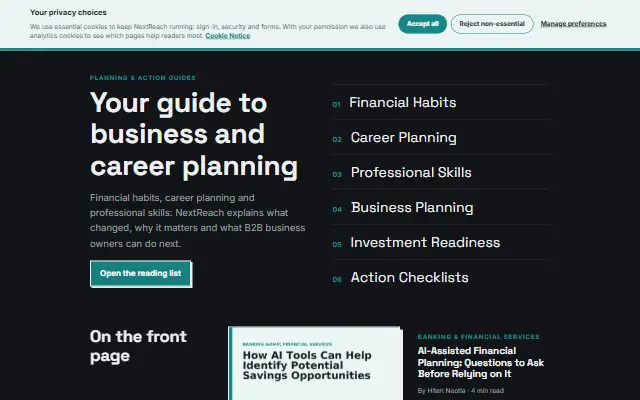 Your privacy choices
We use essential cookies to keep NextReach running: sign-in, security and forms. With your permission we also use
analytics cookies to see which pages help readers most. Cookie Notice
Accept all
Reject non-essential
Manage preferences
PLANNING & ACTION GUIDES
Your guide to
business and
career planning
Financial habits, career planning and
professional skills: NextReach explains what
changed, why it matters and what B2B business
owners can do next.
Open the reading list
01 Financial Habits
02 Career Planning
03 Professional Skills
04 Business Planning
05 Investment Readiness
06 Action Checklists
On the front
page
BANKING &AMP; FINANCIAL SERVICES
How AI Tools Can Help
Identify Potential
Savings Opportunities
BANKING & FINANCIAL SERVICES
AI-Assisted Financial
Planning: Questions to Ask
Before Relying on It
By Hiten Neotia · 4 min read